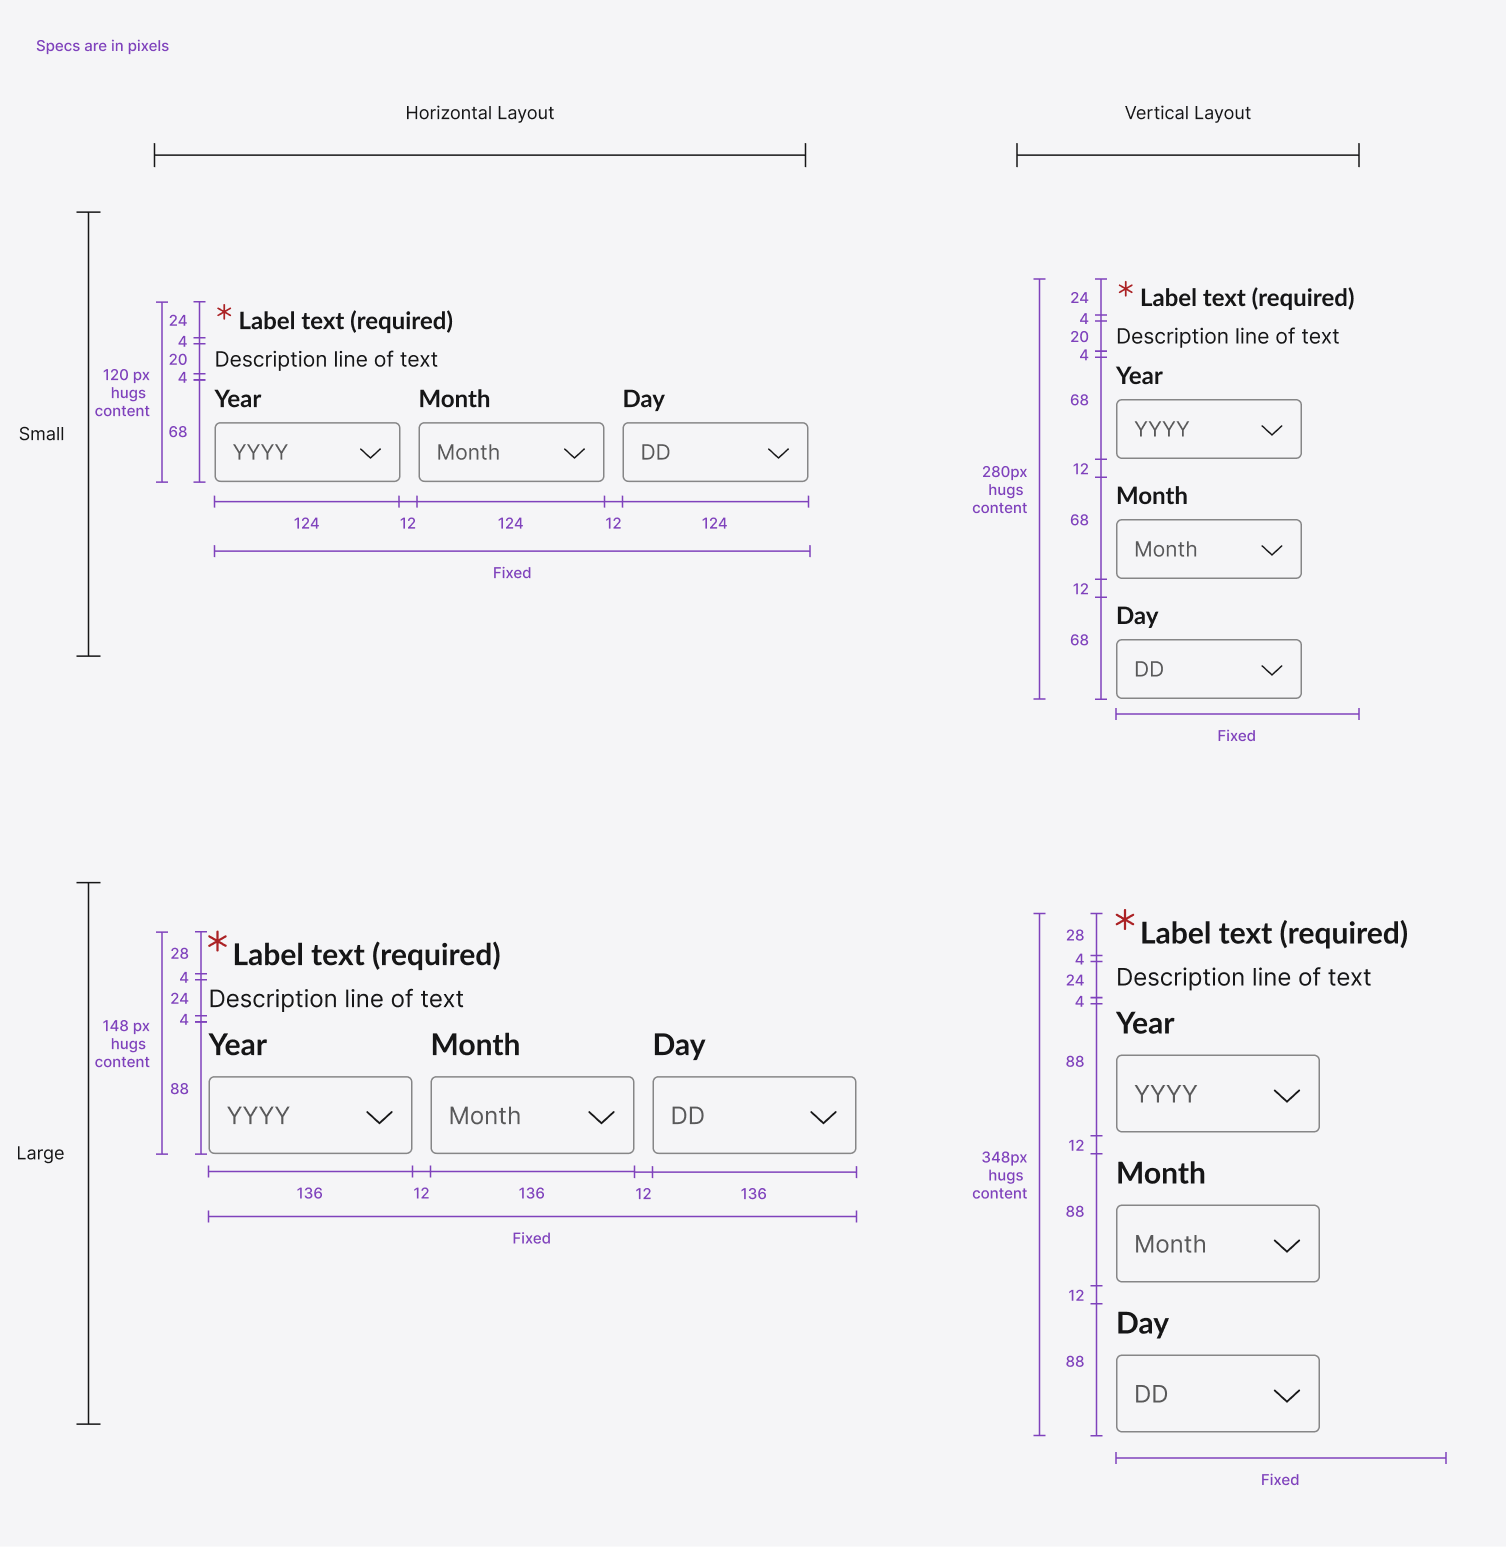 Specs are in pixels
Horizontal Layout
Vertical Layout
Small
120 px
hugs
content
24
4
20
4
68
* Label text (required)
Description line of text
Year
Month
Day
YYYY
Month
DD
124
12
124
12
124
Fixed
280px
hugs
content
24
4
20
4
68
12
68
12
68
* Label text (required)
Description line of text
Year
YYYY
Month
Month
Day
DD
Fixed
Large
148 px
hugs
content
28
4
24
4
88
* Label text (required)
Description line of text
Year
Month
Day
YYYY
Month
DD
136
12
136
12
136
Fixed
348px
hugs
content
28
4
24
4
88
12
88
12
88
* Label text (required)
Description line of text
Year
YYYY
Month
Month
Day
DD
Fixed